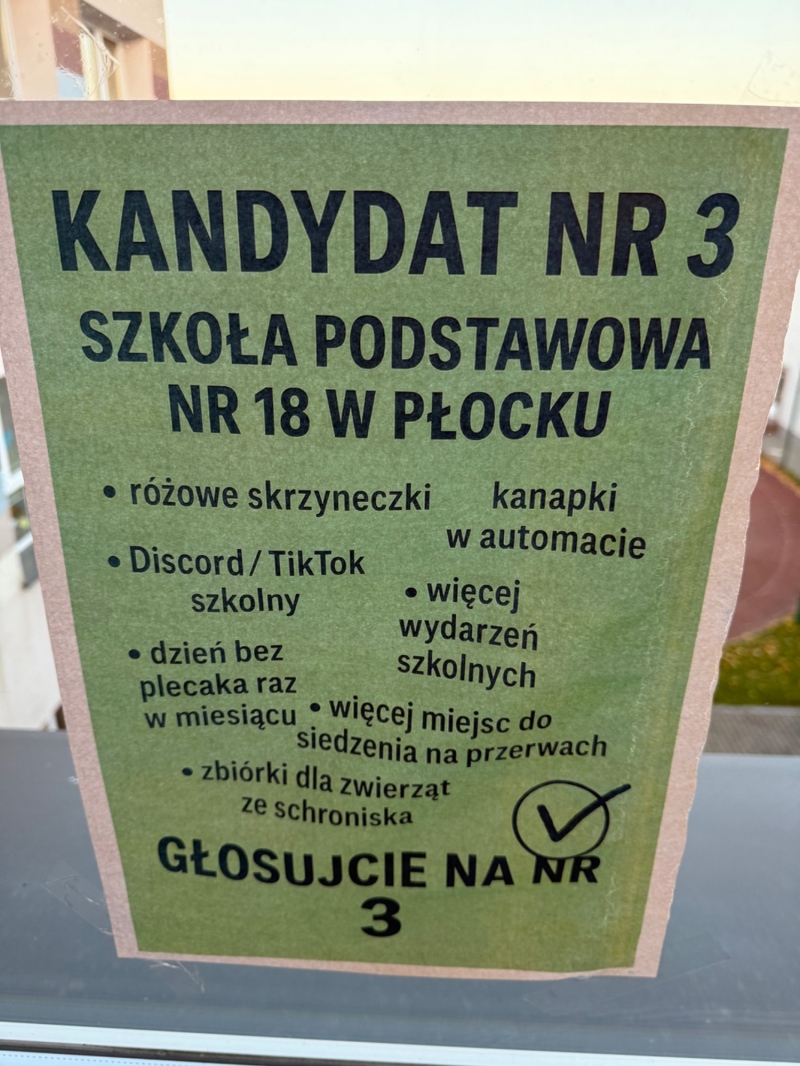 KANDYDAT NR 3
SZKOŁA PODSTAWOWA
NR 18 W PŁOCKU
• różowe skrzyneczki
kanapki
w automacie
• Discord / TikTok
szkolny
• więcej
wydarzeń
szkolnych
• dzień bez
plecaka raz
w miesiącu
• więcej miejsc do
siedzenia na przerwach
• zbiórki dla zwierząt
ze schroniska
GŁOSUJCIE NA NR
3